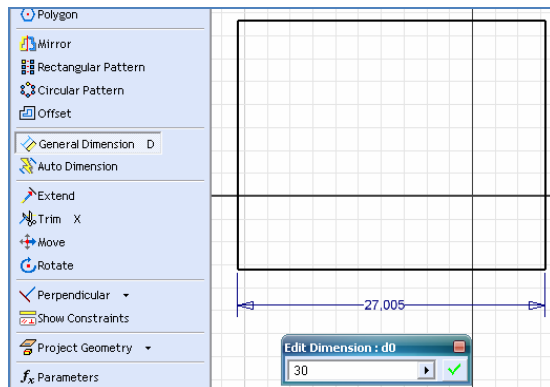 Polygon
Mirror
Rectangular Pattern
Circular Pattern
Offset
General Dimension D
Auto Dimension
Extend
Trim X
Move
Rotate
Perpendicular
Show Constraints
Project Geometry
fx Parameters
27,005
Edit Dimension : d0
30